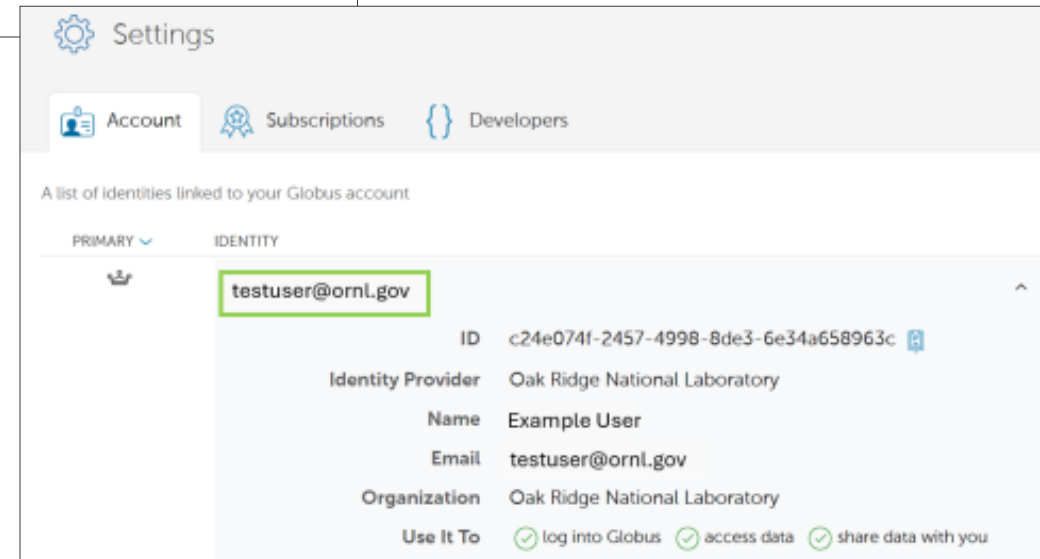 Settings
Account Subscriptions { } Developers
A list of identities linked to your Globus account
PRIMARY IDENTITY
testuser@ornl.gov
ID c24e074f-2457-4998-8de3-6e34a658963c
Identity Provider Oak Ridge National Laboratory
Name Example User
Email testuser@ornl.gov
Organization Oak Ridge National Laboratory
Use It To log into Globus access data share data with you